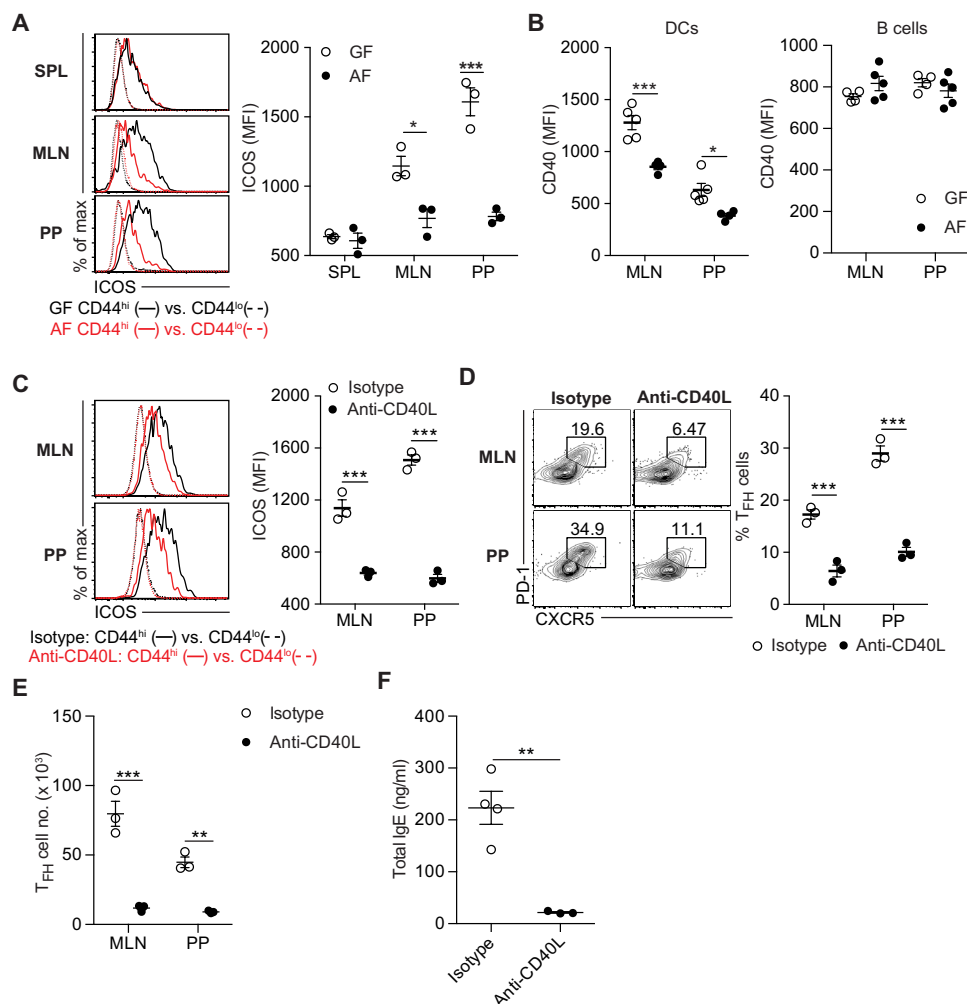 A
SPL
MLN
PP
% of max
ICOS
GF CD44hi (—) vs. CD44lo(- -)
AF CD44hi (—) vs. CD44lo(- -)
ICOS (MFI)
2000
1500
1000
500
GF
AF
***
*
SPL MLN PP
B
DCs
CD40 (MFI)
2000
1500
1000
500
0
***
*
MLN PP
B cells
CD40 (MFI)
1000
800
600
400
200
0
GF
AF
MLN PP
C
MLN
PP
% of max
ICOS
Isotype: CD44hi (—) vs. CD44lo(- -)
Anti-CD40L: CD44hi (—) vs. CD44lo(- -)
Isotype
Anti-CD40L
ICOS (MFI)
2000
1600
1200
800
400
***
***
MLN PP
D
Isotype Anti-CD40L
MLN
19.6 6.47
PP
34.9 11.1
PD-1
CXCR5
% TFH cells
40
30
20
10
0
***
***
MLN PP
Isotype Anti-CD40L
E
TFH cell no. (x 103)
150
100
50
0
Isotype
Anti-CD40L
***
**
MLN PP
F
Total IgE (ng/ml)
400
300
200
100
0
**
Isotype
Anti-CD40L